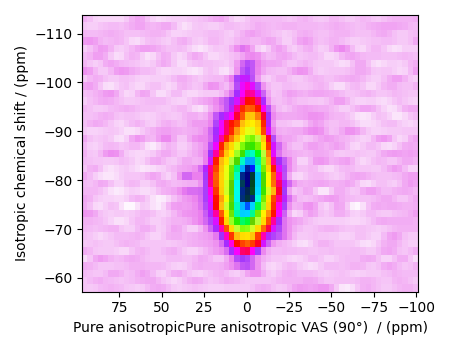 Isotropic chemical shift / (ppm)
−110
−100
−90
−80
−70
−60
75 50 25 0 −25 −50 −75 −100
Pure anisotropicPure anisotropic VAS (90°)  / (ppm)